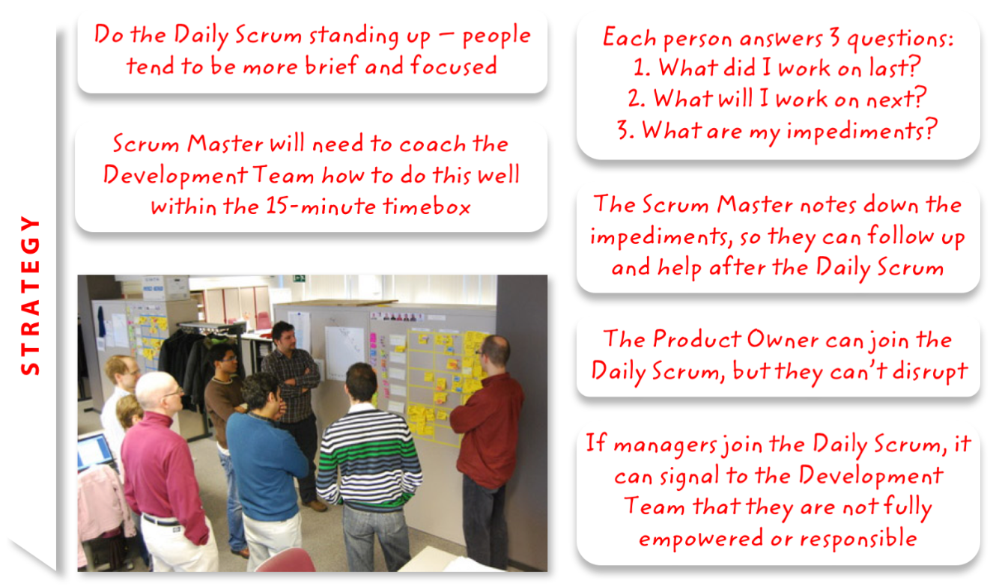 STRATEGY
Do the Daily Scrum standing up – people
tend to be more brief and focused
Scrum Master will need to coach the
Development Team how to do this well
within the 15-minute timebox
Each person answers 3 questions:
1. What did I work on last?
2. What will I work on next?
3. What are my impediments?
The Scrum Master notes down the
impediments, so they can follow up
and help after the Daily Scrum
The Product Owner can join the
Daily Scrum, but they can't disrupt
If managers join the Daily Scrum, it
can signal to the Development
Team that they are not fully
empowered or responsible